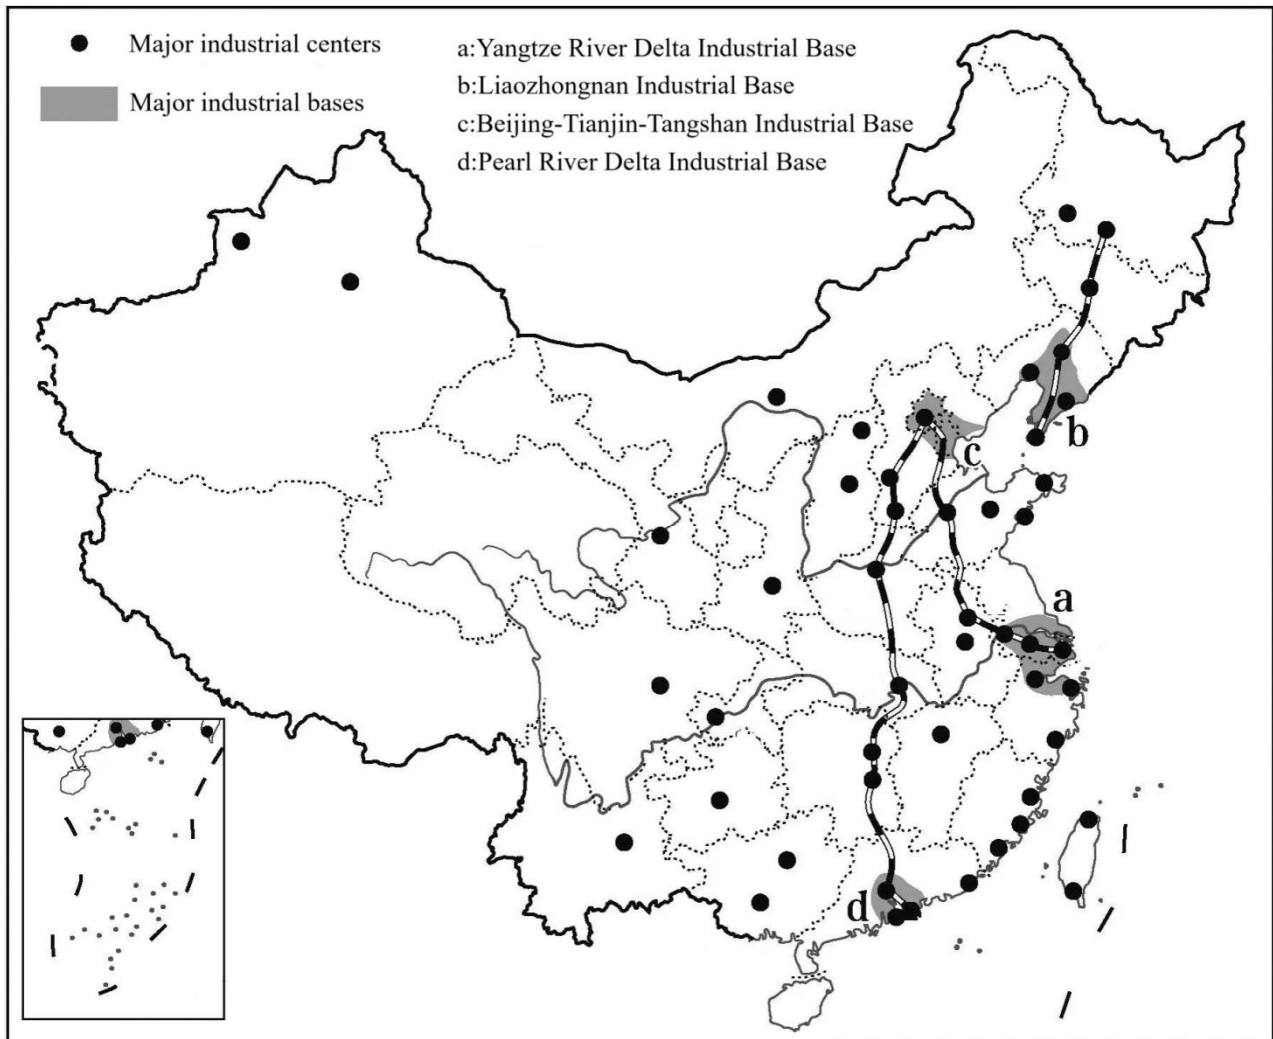 Major industrial centers
Major industrial bases
a:Yangtze River Delta Industrial Base
b:Liaozhongnan Industrial Base
c:Beijing-Tianjin-Tangshan Industrial Base
d:Pearl River Delta Industrial Base
b
c
a
d